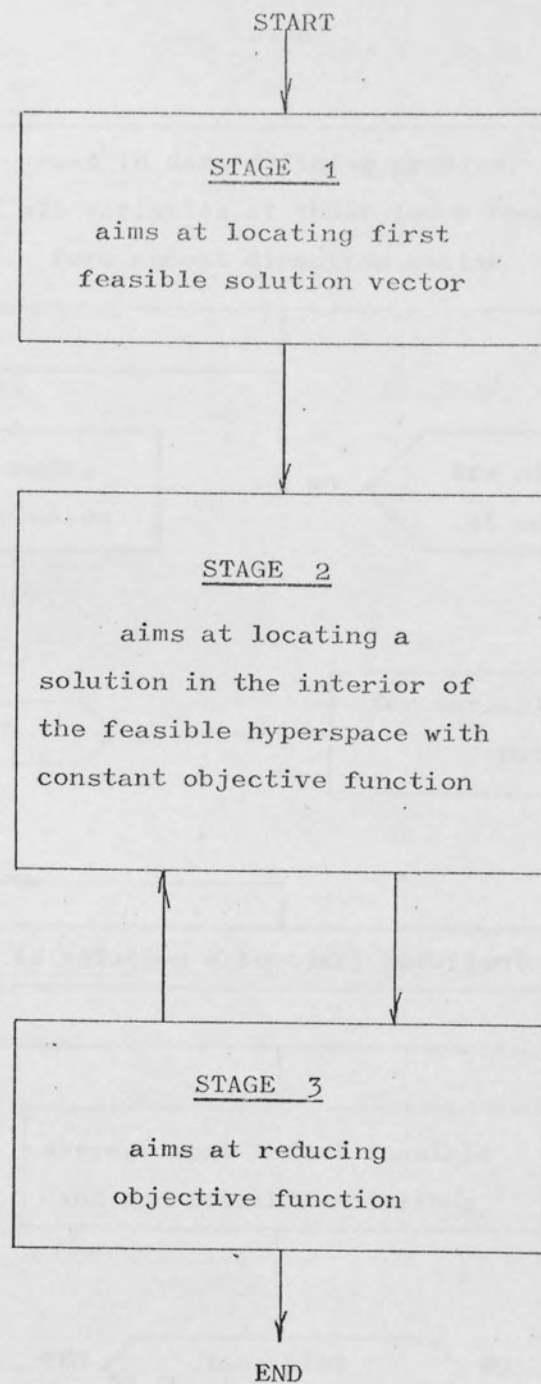 START
STAGE 1
aims at locating first
feasible solution vector
STAGE 2
aims at locating a
solution in the interior of
the feasible hyperspace with
constant objective function
STAGE 3
aims at reducing
objective function
END